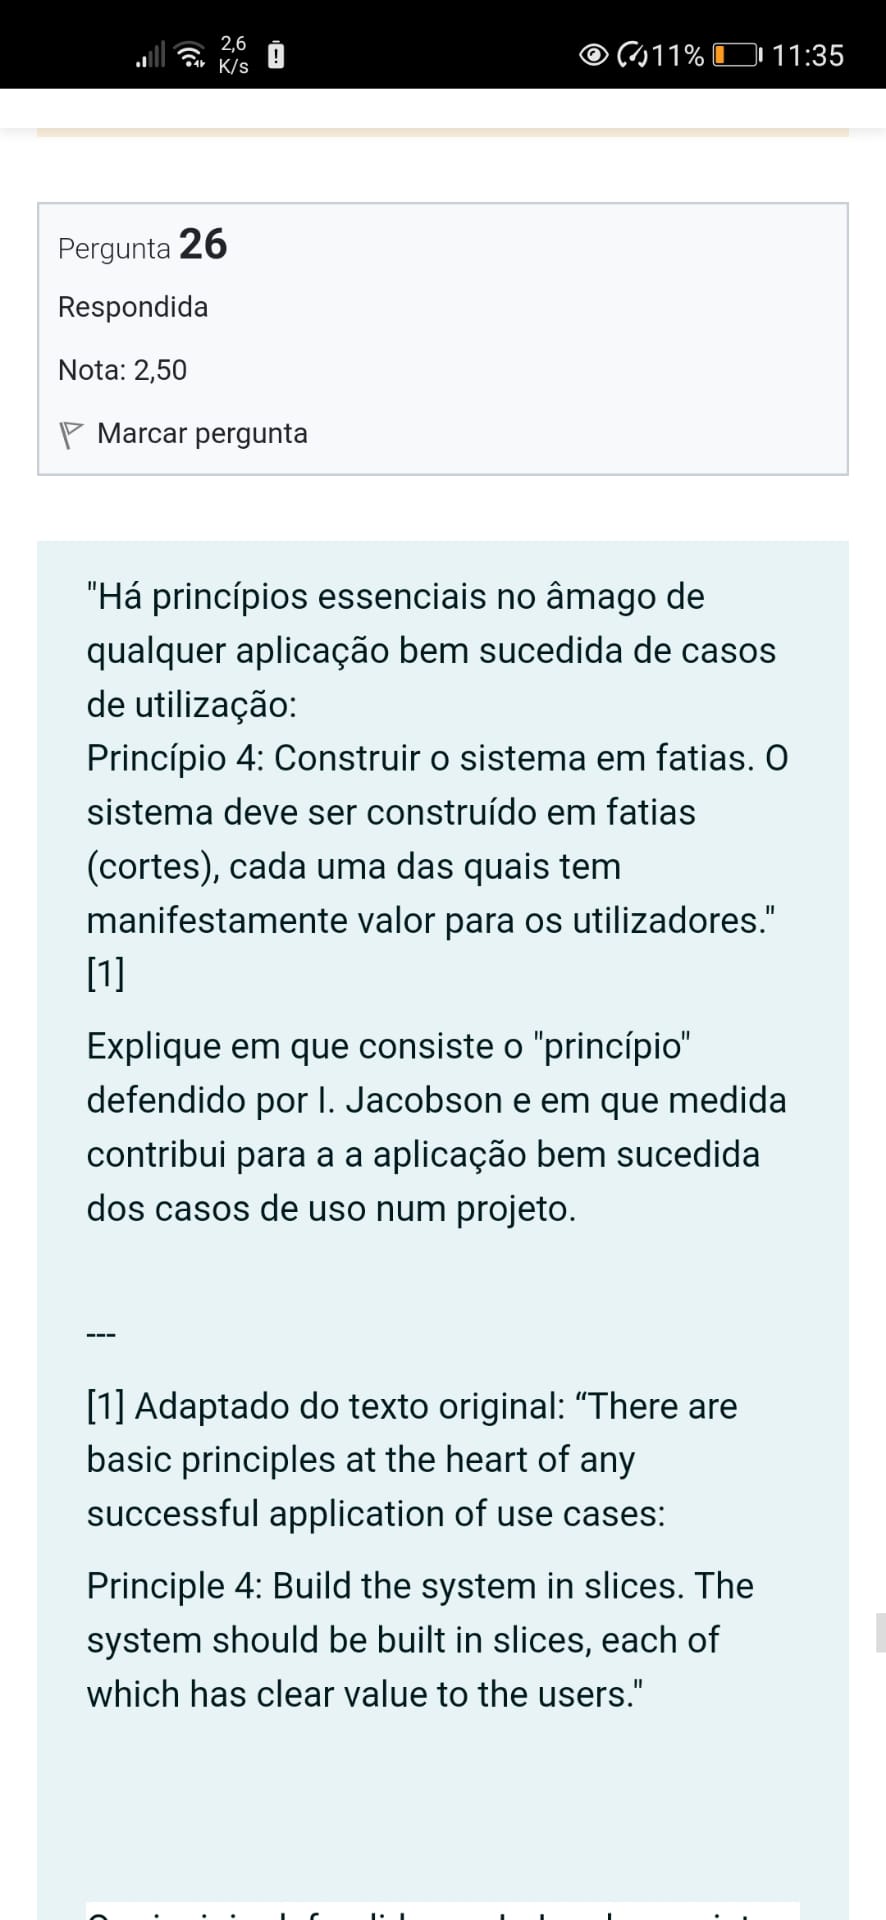 2,6
K/s
11%
11:35
Pergunta 26
Respondida
Nota: 2,50
Marcar pergunta
"Há princípios essenciais no âmago de
qualquer aplicação bem sucedida de casos
de utilização:
Princípio 4: Construir o sistema em fatias. O
sistema deve ser construído em fatias
(cortes), cada uma das quais tem
manifestamente valor para os utilizadores."
[1]
Explique em que consiste o "princípio"
defendido por I. Jacobson e em que medida
contribui para a a aplicação bem sucedida
dos casos de uso num projeto.
---
[1] Adaptado do texto original: “There are
basic principles at the heart of any
successful application of use cases:
Principle 4: Build the system in slices. The
system should be built in slices, each of
which has clear value to the users."